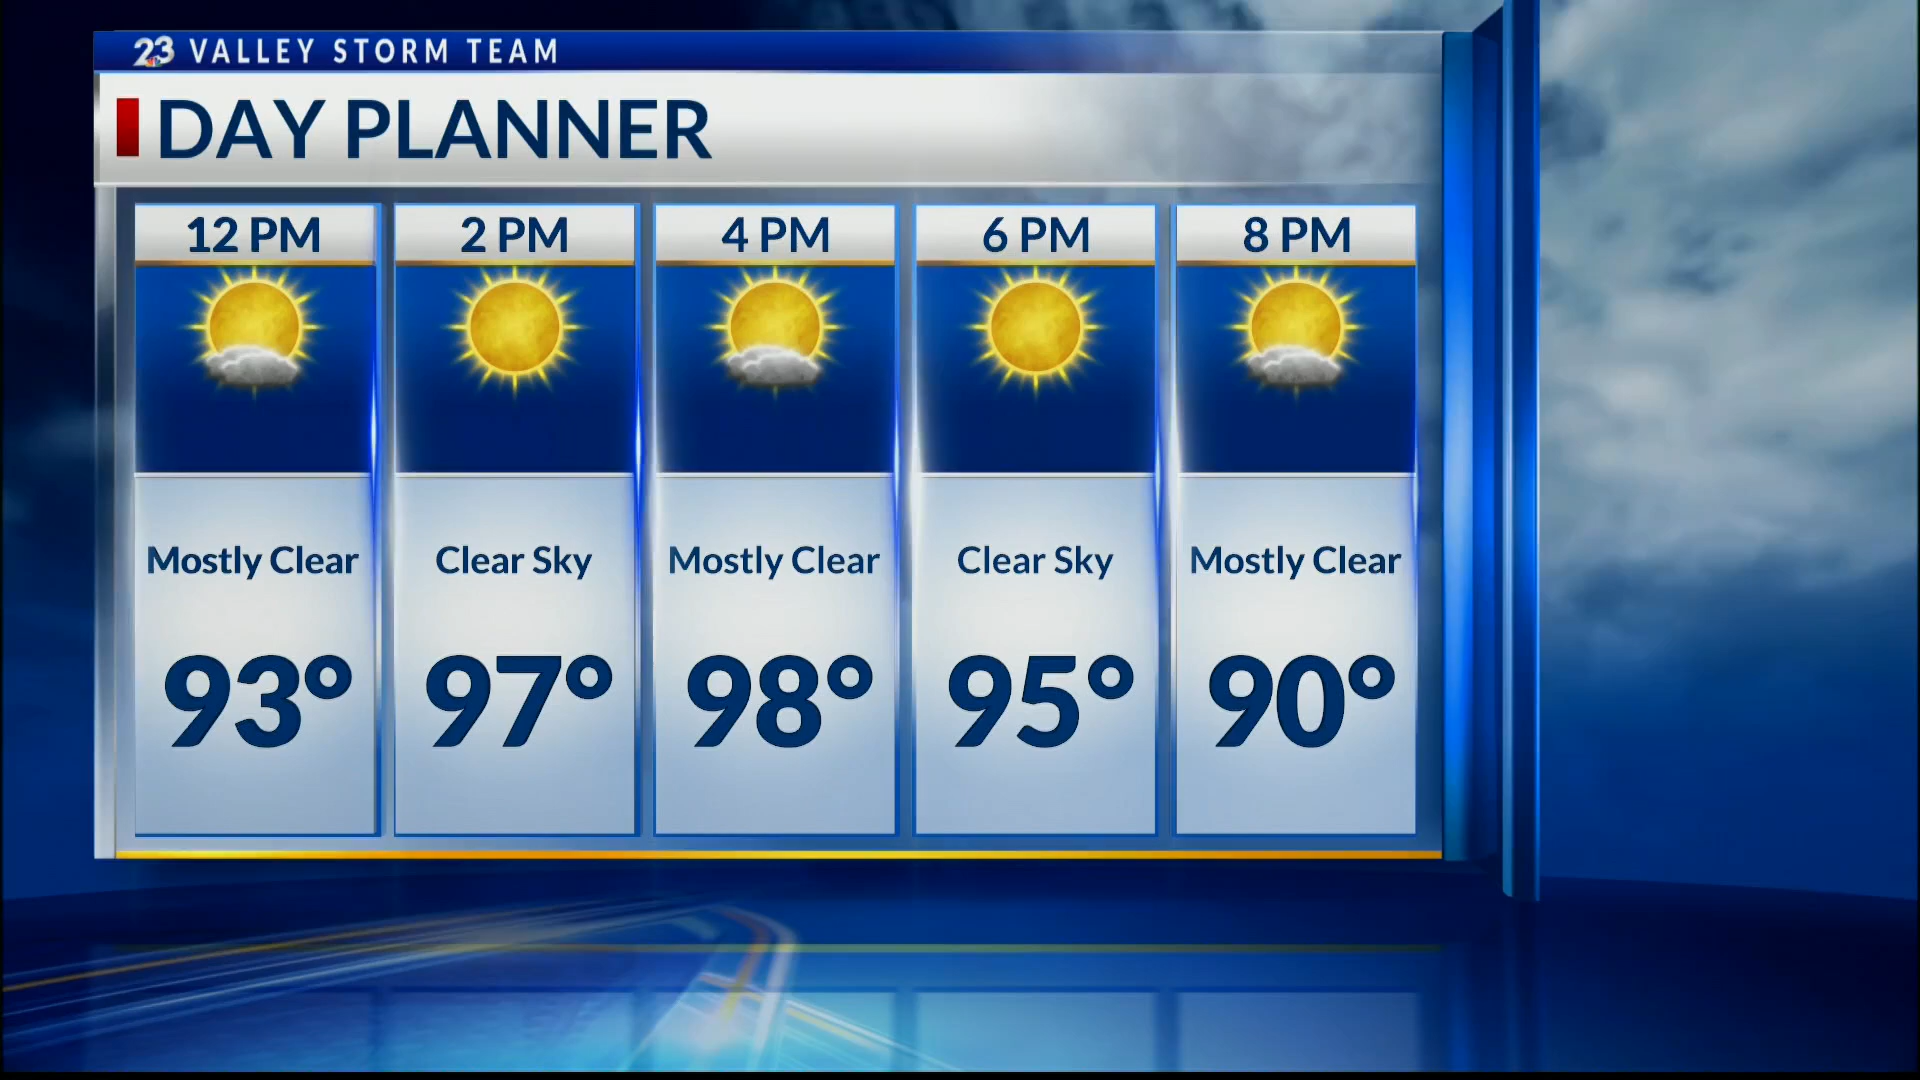 23 VALLEY STORM TEAM
DAY PLANNER
12 PM
2 PM
4 PM
6 PM
8 PM
Mostly Clear
Clear Sky
Mostly Clear
Clear Sky
Mostly Clear
93°
97°
98°
95°
90°